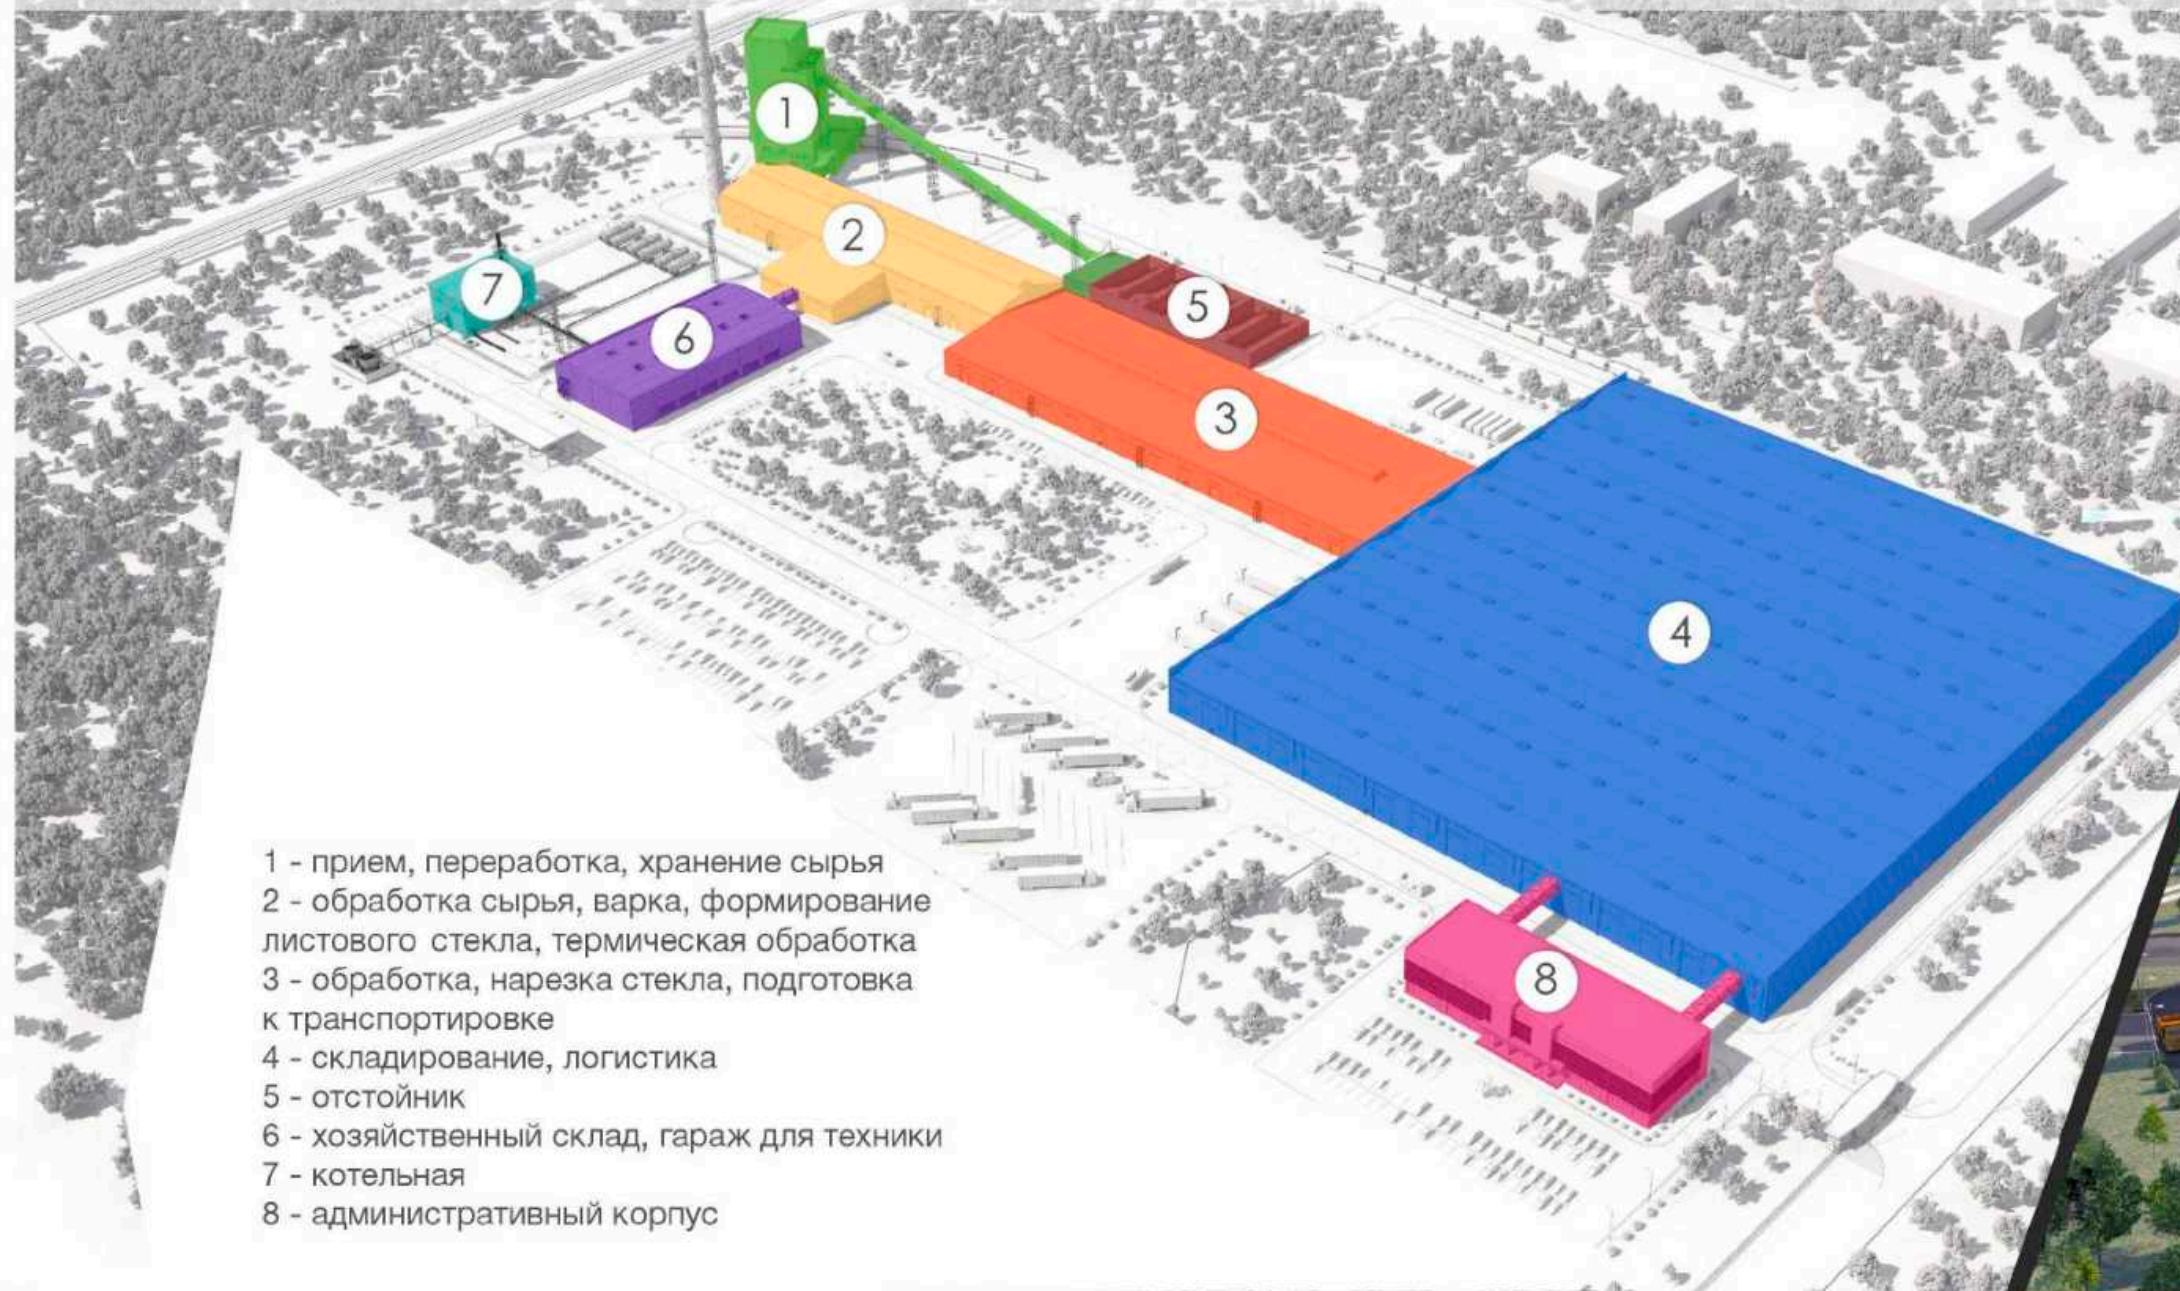 1
2
7
5
6
3
4
8
1 - прием, переработка, хранение сырья
2 - обработка сырья, варка, формирование
листового стекла, термическая обработка
3 - обработка, нарезка стекла, подготовка
к транспортировке
4 - складирование, логистика
5 - отстойник
6 - хозяйственный склад, гараж для техники
7 - котельная
8 - административный корпус